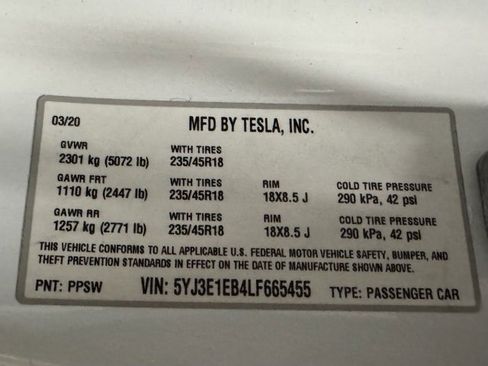 03/20 MFD BY TESLA, INC.
GVWR WITH TIRES
2301 kg (5072 lb) 235/45R18
GAWR FRT WITH TIRES RIM COLD TIRE PRESSURE
1110 kg (2447 lb) 235/45R18 18X8.5 J 290 kPa, 42 psi
GAWR RR WITH TIRES RIM COLD TIRE PRESSURE
1257 kg (2771 lb) 235/45R18 18X8.5 J 290 kPa, 42 psi
THIS VEHICLE CONFORMS TO ALL APPLICABLE U.S. FEDERAL MOTOR VEHICLE SAFETY, BUMPER, AND
THEFT PREVENTION STANDARDS IN EFFECT ON THE DATE OF MANUFACTURE SHOWN ABOVE.
PNT: PPSW VIN: 5YJ3E1EB4LF665455 TYPE: PASSENGER CAR